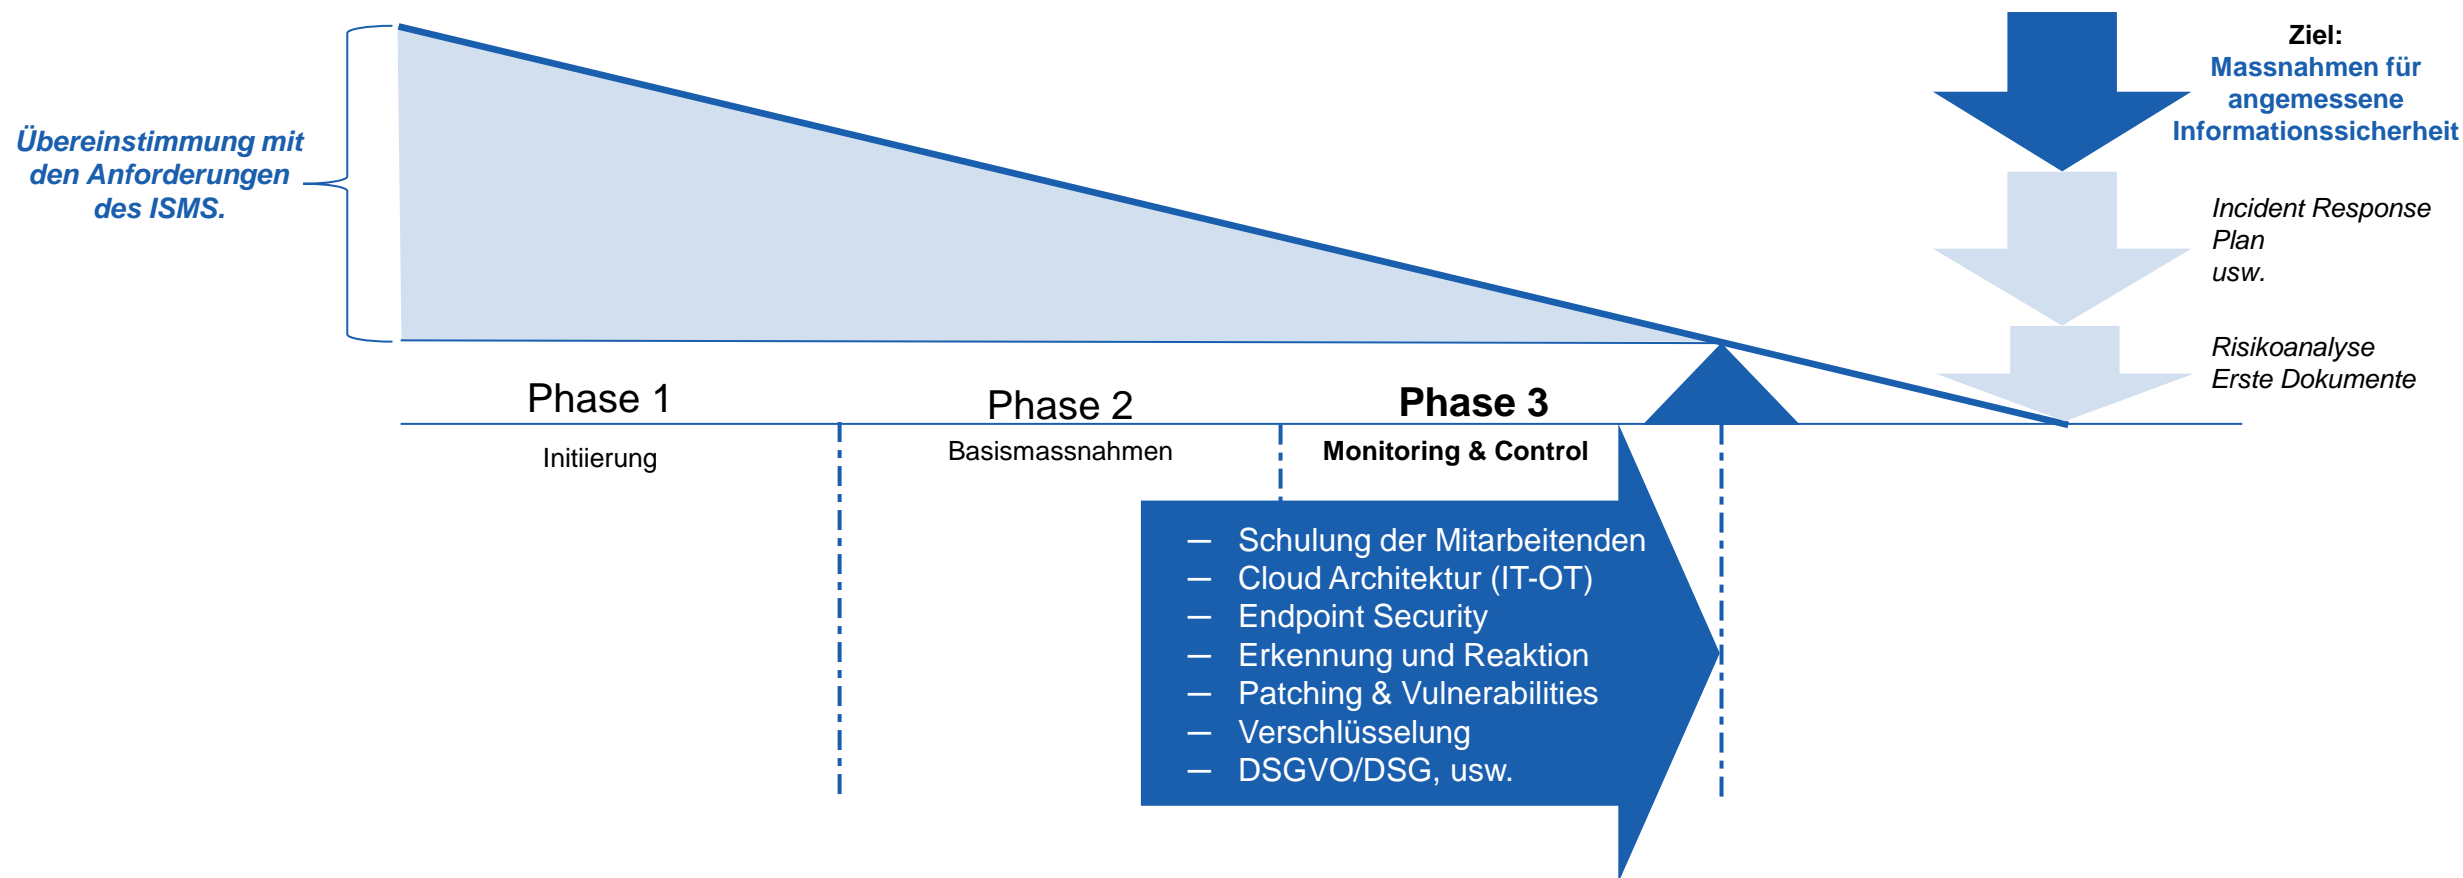 Übereinstimmung mit
den Anforderungen
des ISMS.
Ziel:
Massnahmen für
angemessene
Informationssicherheit
Incident Response
Plan
usw.
Risikoanalyse
Erste Dokumente
Phase 1
Initiierung
Phase 2
Basismassnahmen
Phase 3
Monitoring & Control
─ Schulung der Mitarbeitenden
─ Cloud Architektur (IT-OT)
─ Endpoint Security
─ Erkennung und Reaktion
─ Patching & Vulnerabilities
─ Verschlüsselung
─ DSGVO/DSG, usw.